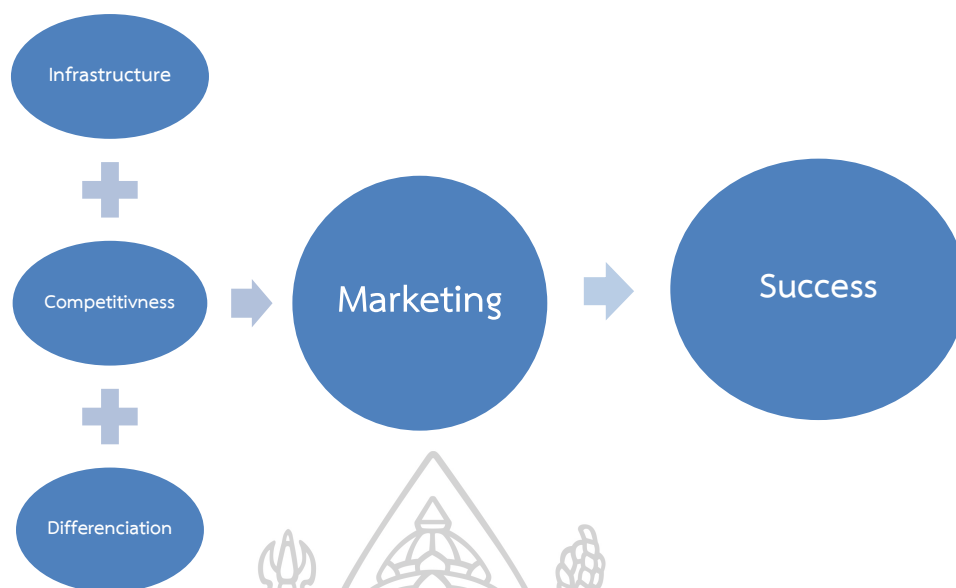 Infrastructure
Competitivness
Differenciation
Marketing
Success